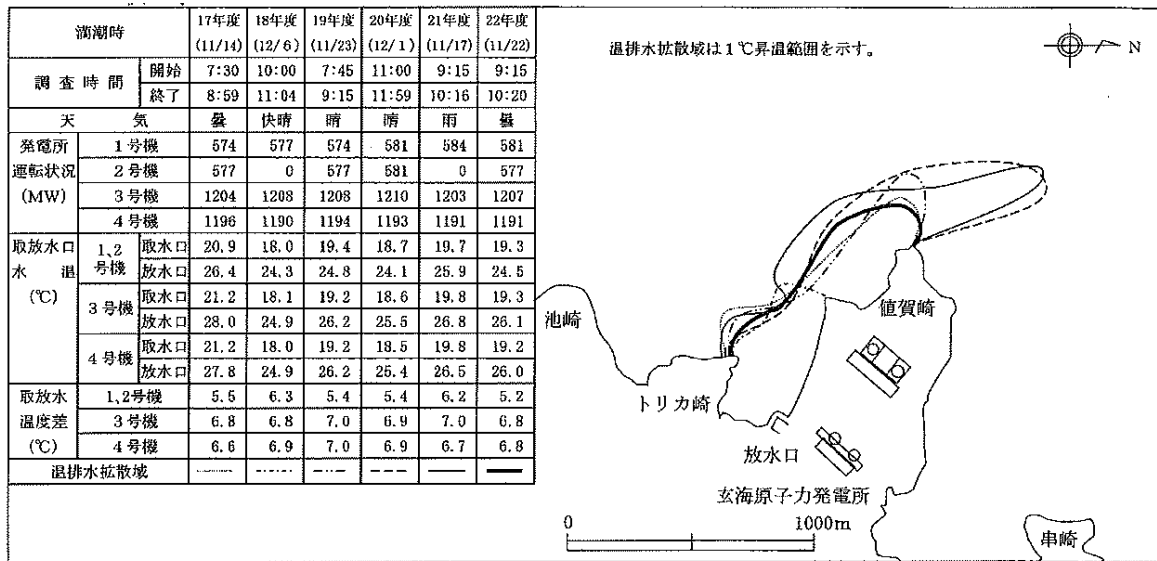 満潮時 17年度 18年度 19年度 20年度 21年度 22年度
(11/14) (12/6) (11/23) (12/1) (11/17) (11/22)
調査時間 開始 7:30 10:00 7:45 11:00 9:15 9:15
終了 8:59 11:04 9:15 11:59 10:16 10:20
天気 曇 快晴 晴 晴 雨 曇
発電所 1号機 574 577 574 581 584 581
運転状況 2号機 577 0 577 581 0 577
(MW) 3号機 1204 1208 1208 1210 1203 1207
4号機 1196 1190 1194 1193 1191 1191
取放水口 1,2 取水口 20.9 18.0 19.4 18.7 19.7 19.3
水温 号機 放水口 26.4 24.3 24.8 24.1 25.9 24.5
(℃) 3号機 取水口 21.2 18.1 19.2 18.6 19.8 19.3
放水口 28.0 24.9 26.2 25.5 26.8 26.1
4号機 取水口 21.2 18.0 19.2 18.5 19.8 19.2
放水口 27.8 24.9 26.2 25.4 26.5 26.0
取放水 1,2号機 5.5 6.3 5.4 5.4 6.2 5.2
温度差 3号機 6.8 6.8 7.0 6.9 7.0 6.8
(℃) 4号機 6.6 6.9 7.0 6.9 6.7 6.8
温排水拡散域
温排水拡散域は1℃昇温範囲を示す。
N
池崎
値賀崎
トリカ崎
放水口
玄海原子力発電所
0 1000m
串崎